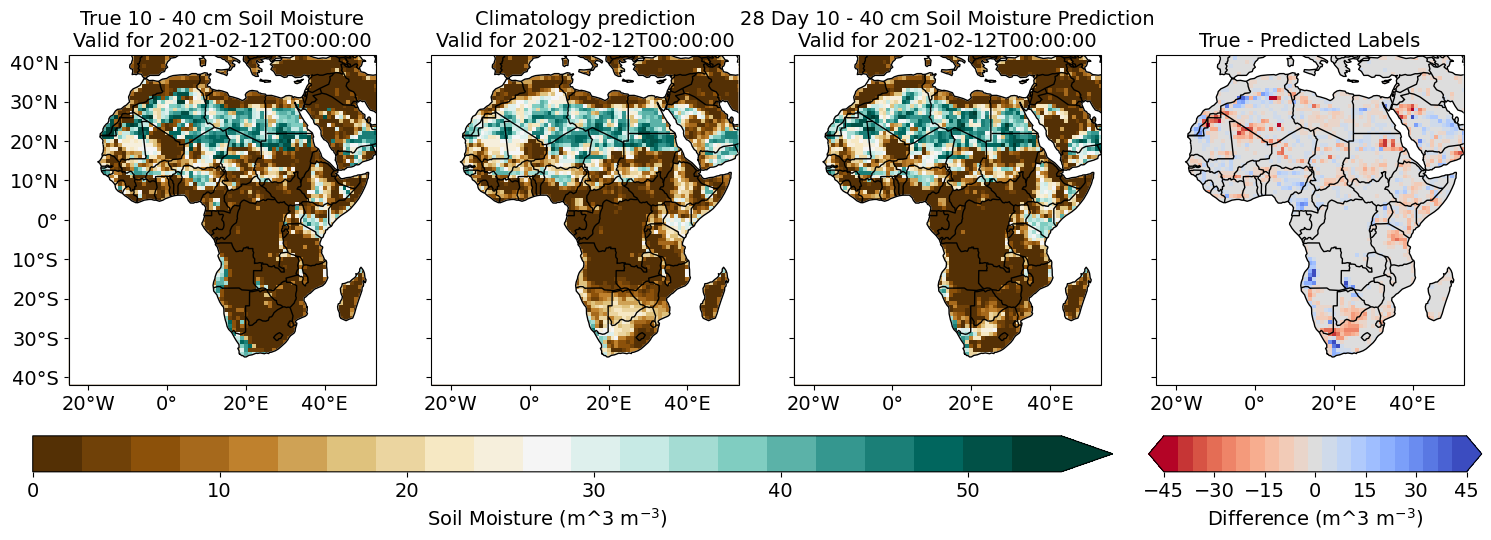 True 10 - 40 cm Soil Moisture
Valid for 2021-02-12T00:00:00
Climatology prediction
Valid for 2021-02-12T00:00:00
28 Day 10 - 40 cm Soil Moisture Prediction
Valid for 2021-02-12T00:00:00
True - Predicted Labels
40°N
30°N
20°N
10°N
0°
10°S
20°S
30°S
40°S
20°W 0° 20°E 40°E
20°W 0° 20°E 40°E
20°W 0° 20°E 40°E
20°W 0° 20°E 40°E
0 10 20 30 40 50
Soil Moisture (m^3 m⁻³)
−45 −30 −15 0 15 30 45
Difference (m^3 m⁻³)